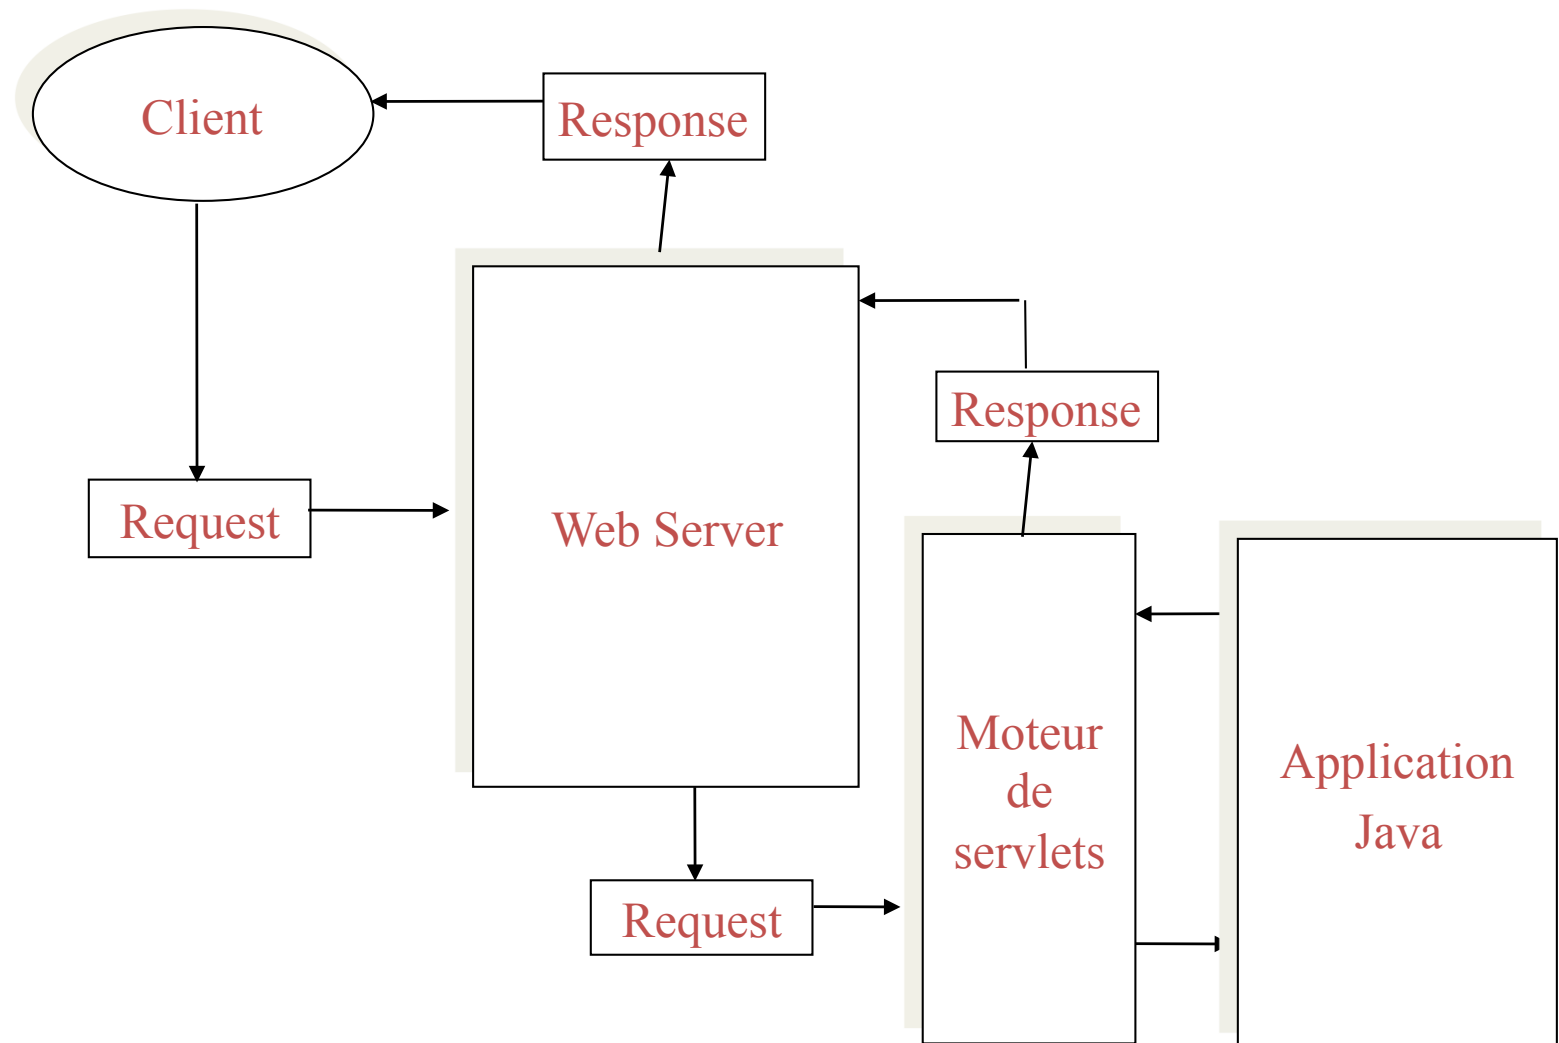 Client
Response
Response
Request
Web Server
Moteur
de
servlets
Application
Java
Request